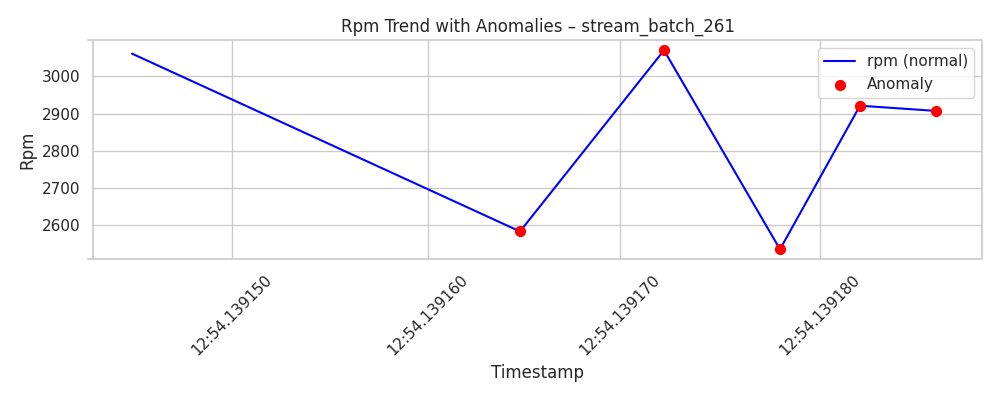 Rpm Trend with Anomalies – stream_batch_261
rpm (normal)
Anomaly
Rpm
3000
2900
2800
2700
2600
12:54.139150
12:54.139160
12:54.139170
12:54.139180
Timestamp